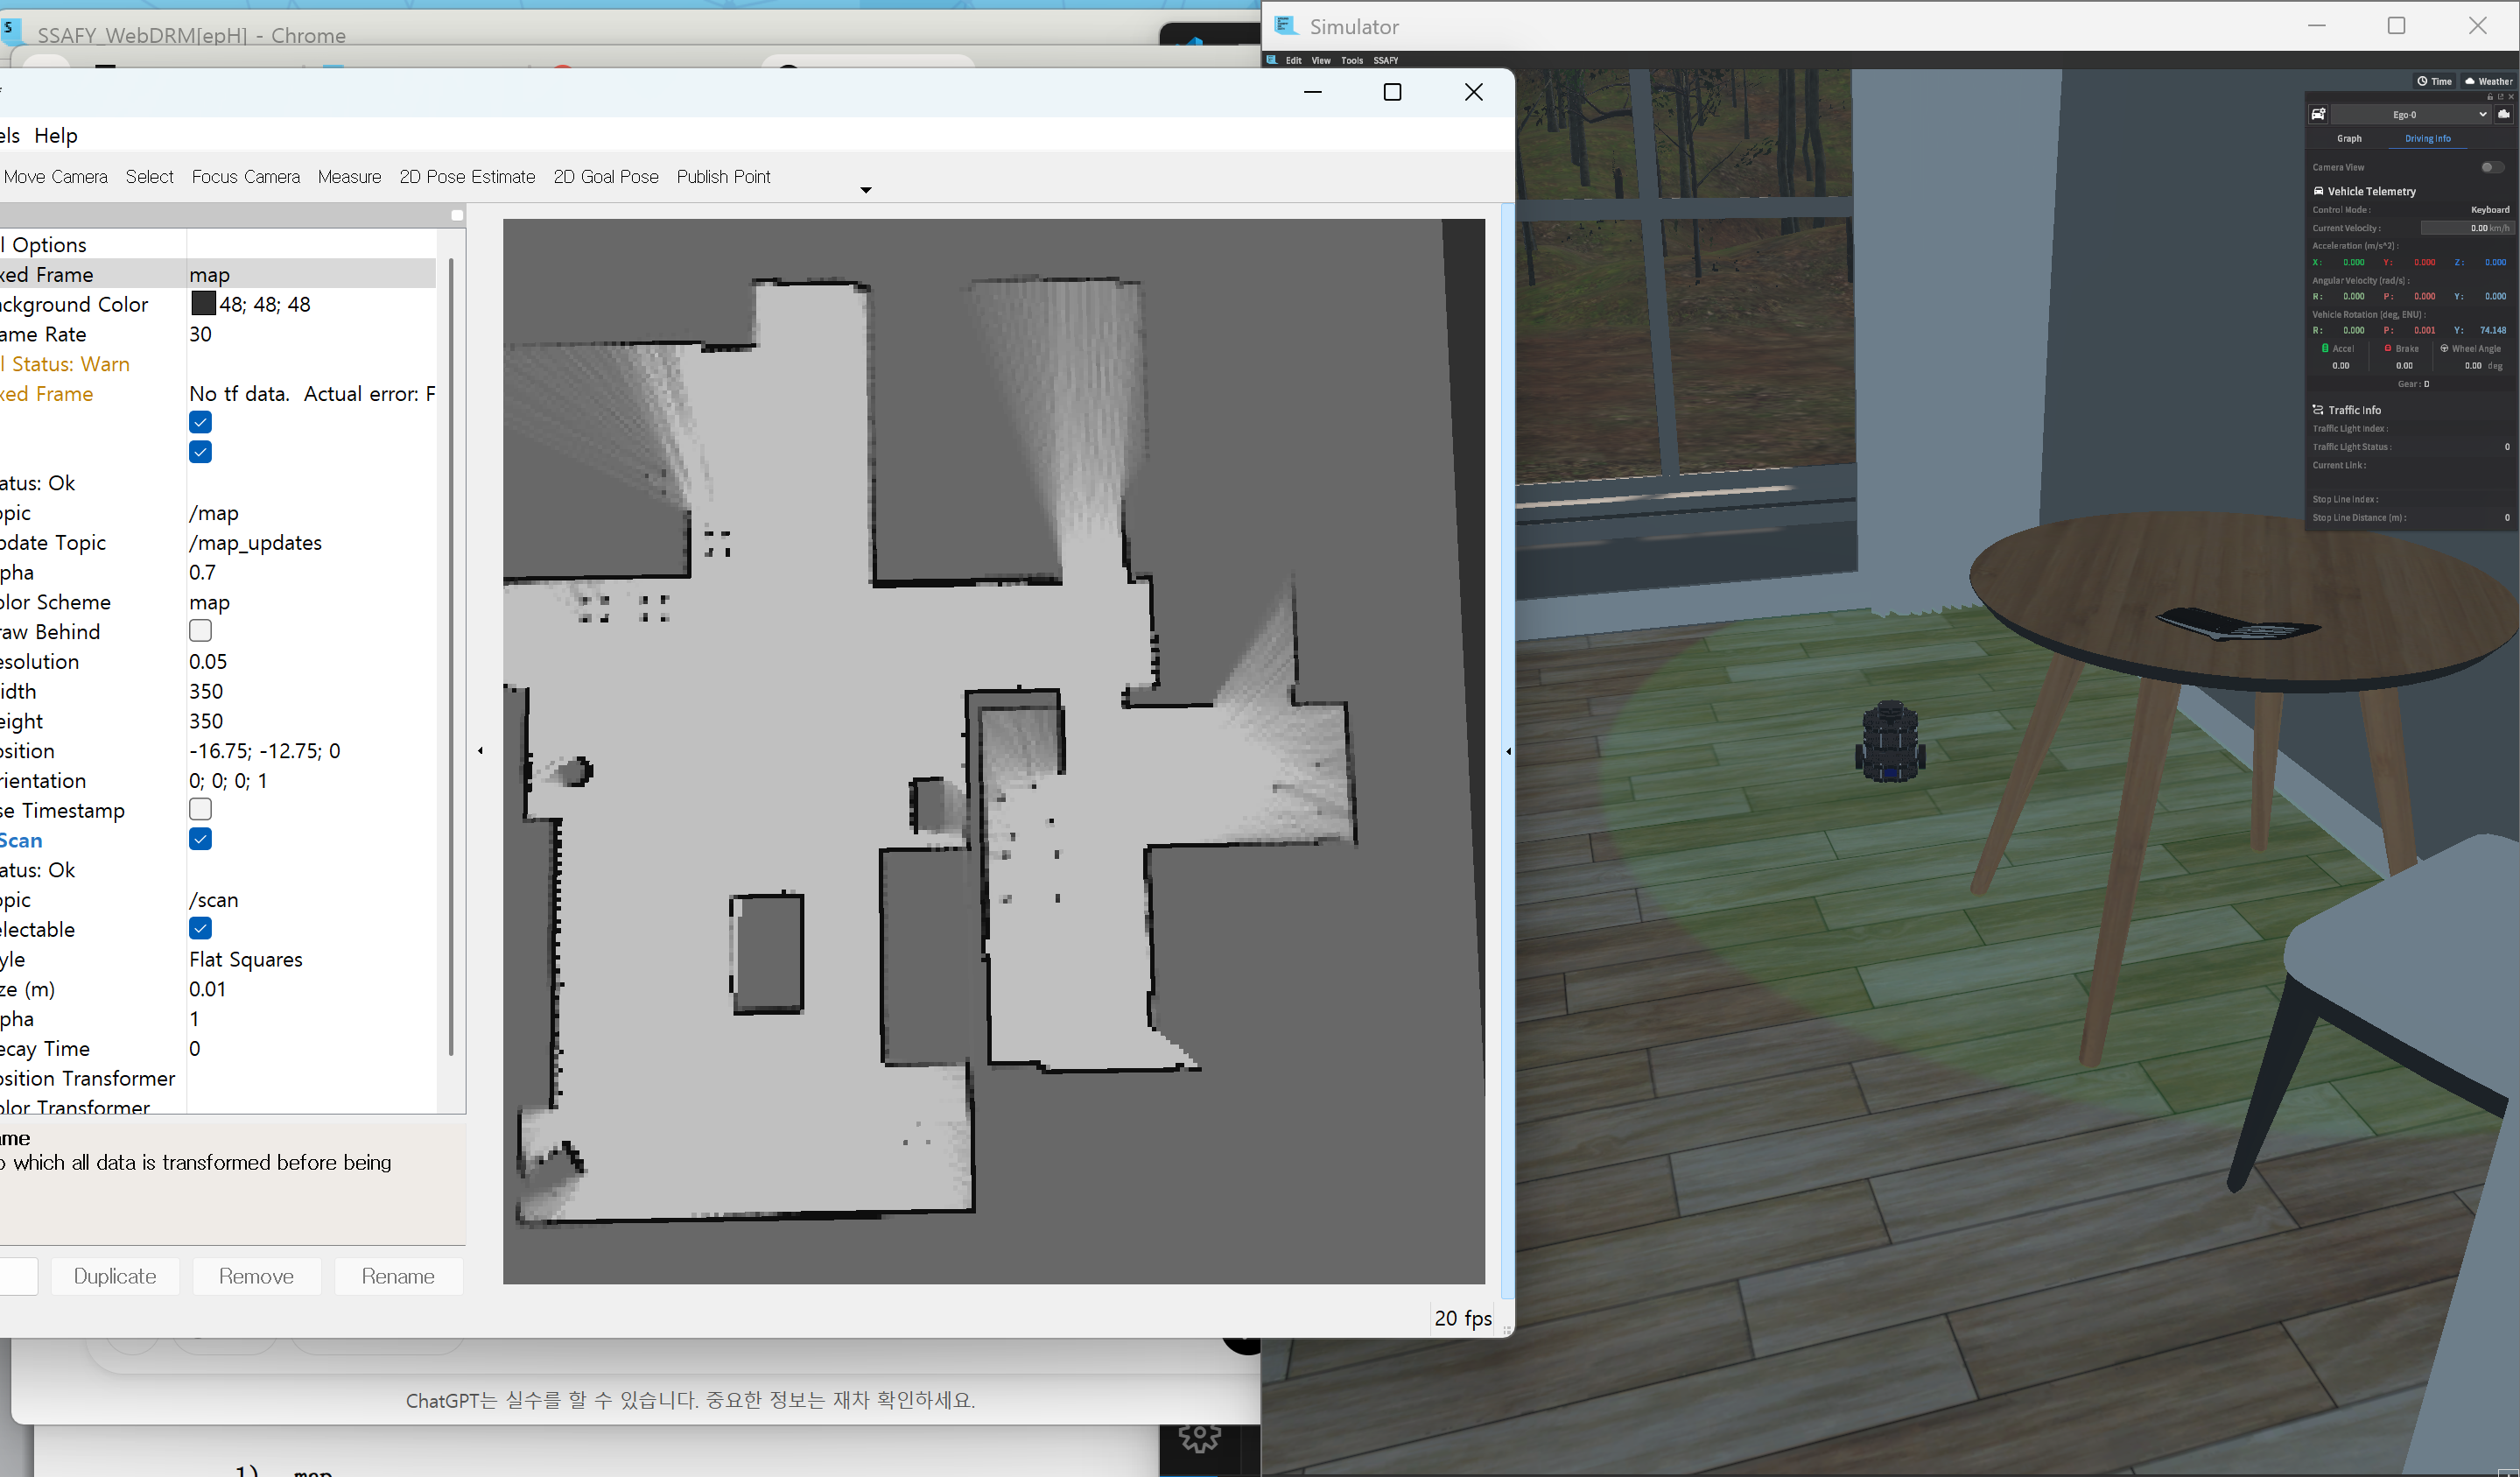 SSAFY_WebDRM[epH] - Chrome
Simulator
Edit View Tools SSAFY
Time Weather
els Help
Move Camera Select Focus Camera Measure 2D Pose Estimate 2D Goal Pose Publish Point
l Options
xed Frame map
ackground Color 48; 48; 48
ame Rate 30
l Status: Warn
xed Frame No tf data. Actual error: F
atus: Ok
opic /map
pdate Topic /map_updates
pha 0.7
olor Scheme map
raw Behind
esolution 0.05
idth 350
eight 350
osition -16.75; -12.75; 0
rientation 0; 0; 0; 1
se Timestamp
Scan
atus: Ok
opic /scan
electable
yle Flat Squares
ze (m) 0.01
pha 1
ecay Time 0
osition Transformer
olor Transformer
ame
o which all data is transformed before being
Duplicate Remove Rename
20 fps
ChatGPT는 실수를 할 수 있습니다. 중요한 정보는 재차 확인하세요.
1) map
Ego-0
Graph Driving Info
Camera View
Vehicle Telemetry
Control Mode : Keyboard
Current Velocity : 0.00 km/h
Acceleration (m/s^2) :
X : 0.000 Y : 0.000 Z : 0.000
Angular Velocity (rad/s) :
R : 0.000 P : 0.000 Y : 0.000
Vehicle Rotation (deg, ENU) :
R : 0.000 P : 0.001 Y : 74.148
Accel Brake Wheel Angle
0.00 0.00 0.00 deg
Gear : D
Traffic Info
Traffic Light Index :
Traffic Light Status : 0
Current Link :
Stop Line Index :
Stop Line Distance (m) : 0